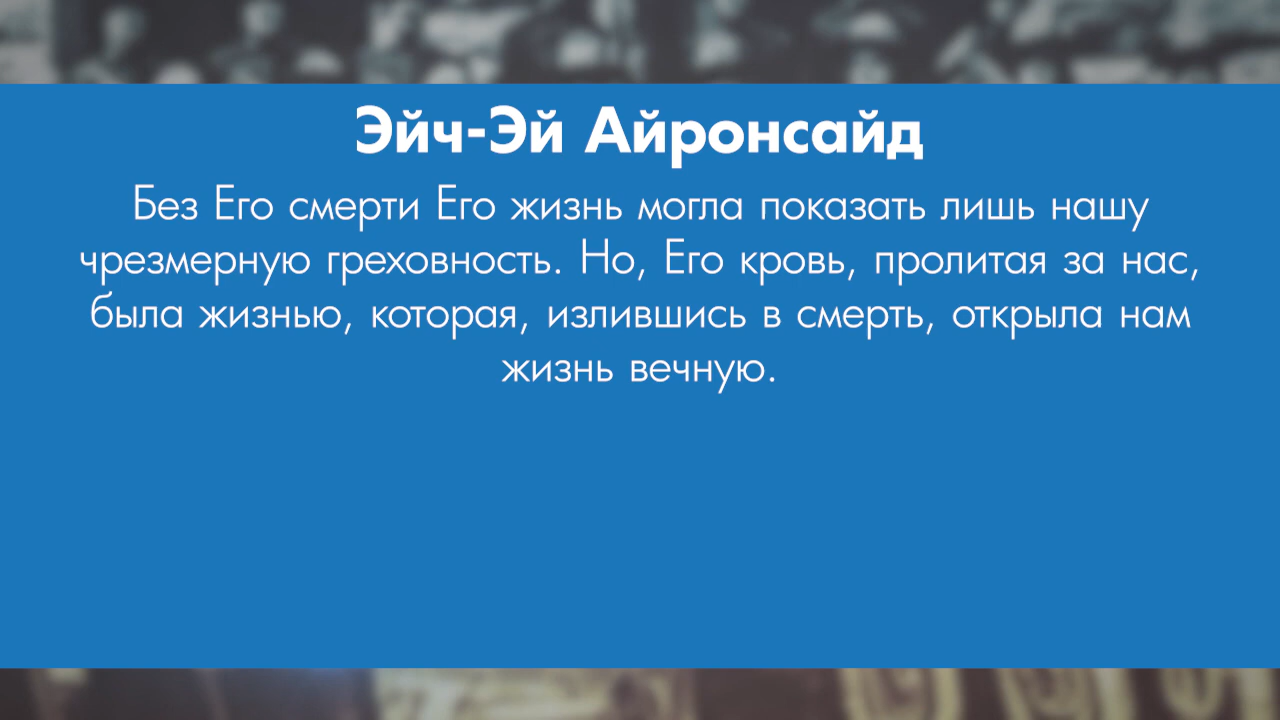 Эйч-Эй Айронсайд
Без Его смерти Его жизнь могла показать лишь нашу
чрезмерную греховность. Но, Его кровь, пролитая за нас,
была жизнью, которая, излившись в смерть, открыла нам
жизнь вечную.